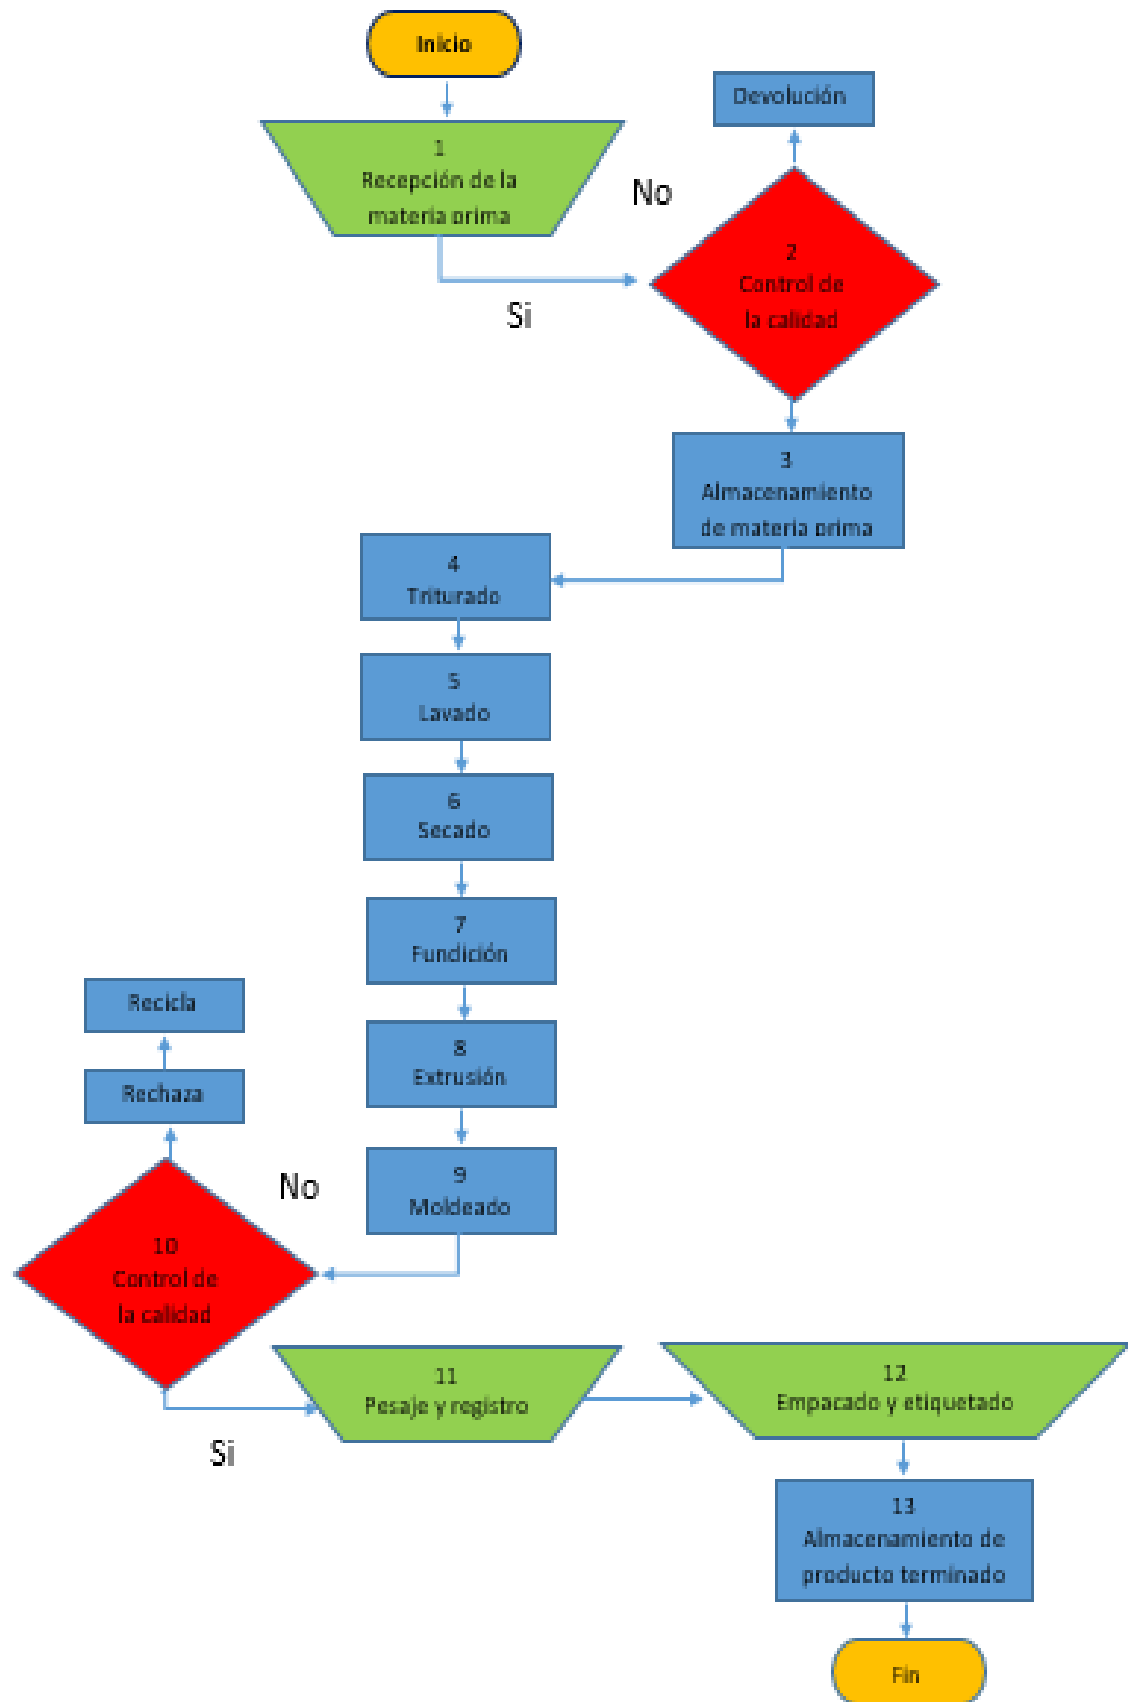 Inicio
Devolución
1
Recepción de la
materia prima
No
Si
2
Control de
la calidad
3
Almacenamiento
de materia prima
4
Triturado
5
Lavado
6
Secado
7
Fundición
8
Extrusión
9
Moldeado
Recicla
Rechaza
No
10
Control de
la calidad
Si
11
Pesaje y registro
12
Empacado y etiquetado
13
Almacenamiento de
producto terminado
Fin